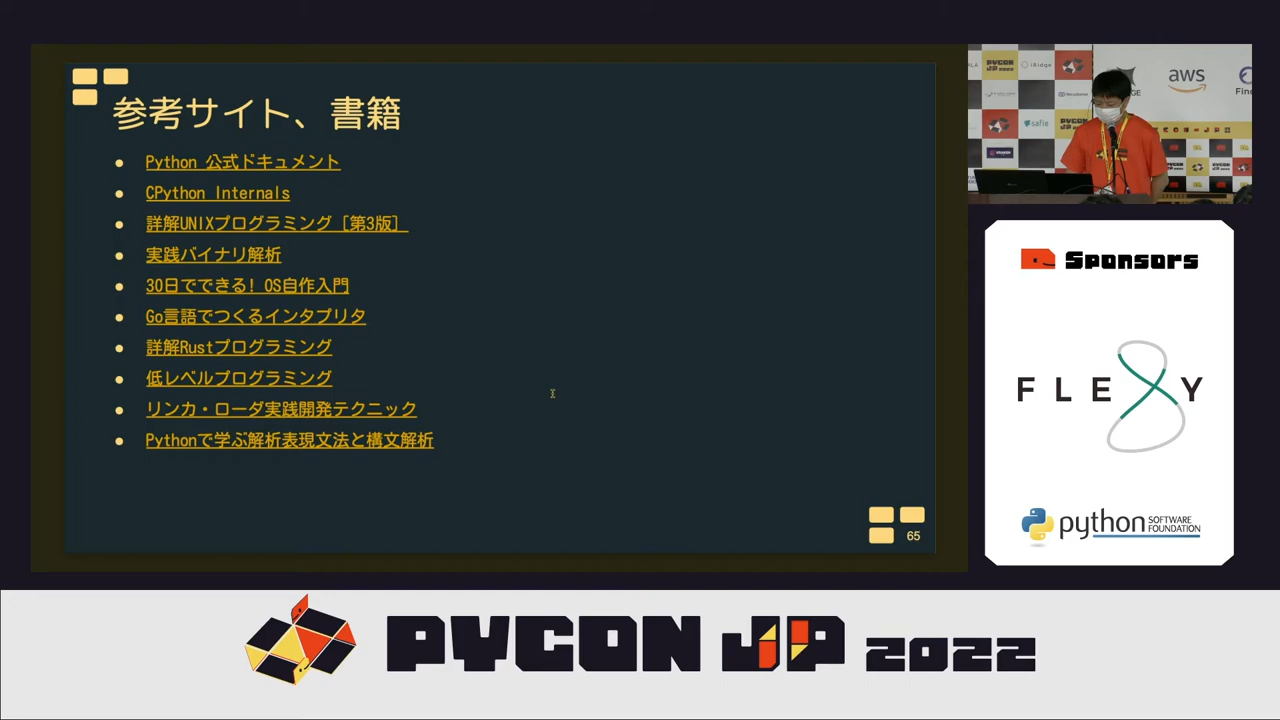 参考サイト、書籍
Python 公式ドキュメント
CPython Internals
詳解UNIXプログラミング［第3版］
実践バイナリ解析
30日でできる! OS自作入門
Go言語でつくるインタプリタ
詳解Rustプログラミング
低レベルプログラミング
リンカ・ローダ実践開発テクニック
Pythonで学ぶ解析表現文法と構文解析
65
PYCON JP
iRidge
aws
safie
Sponsors
FLEXY
python SOFTWARE FOUNDATION
PYCON JP 2022